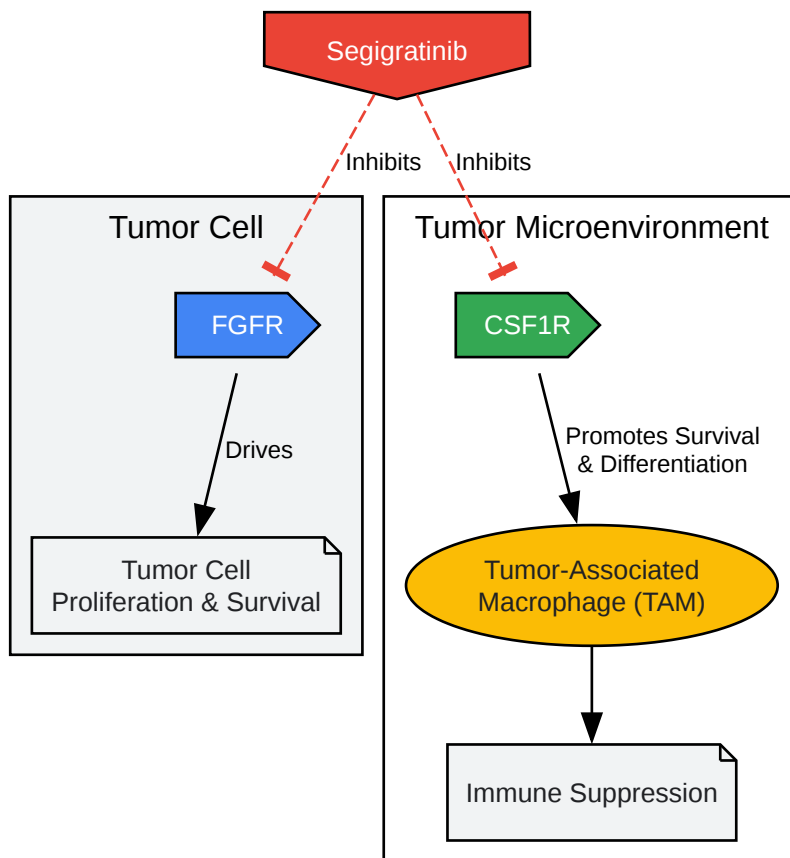 Segigratinib
Inhibits
Inhibits
Tumor Cell
Tumor Microenvironment
FGFR
CSF1R
Drives
Promotes Survival
& Differentiation
Tumor Cell
Proliferation & Survival
Tumor-Associated
Macrophage (TAM)
Immune Suppression